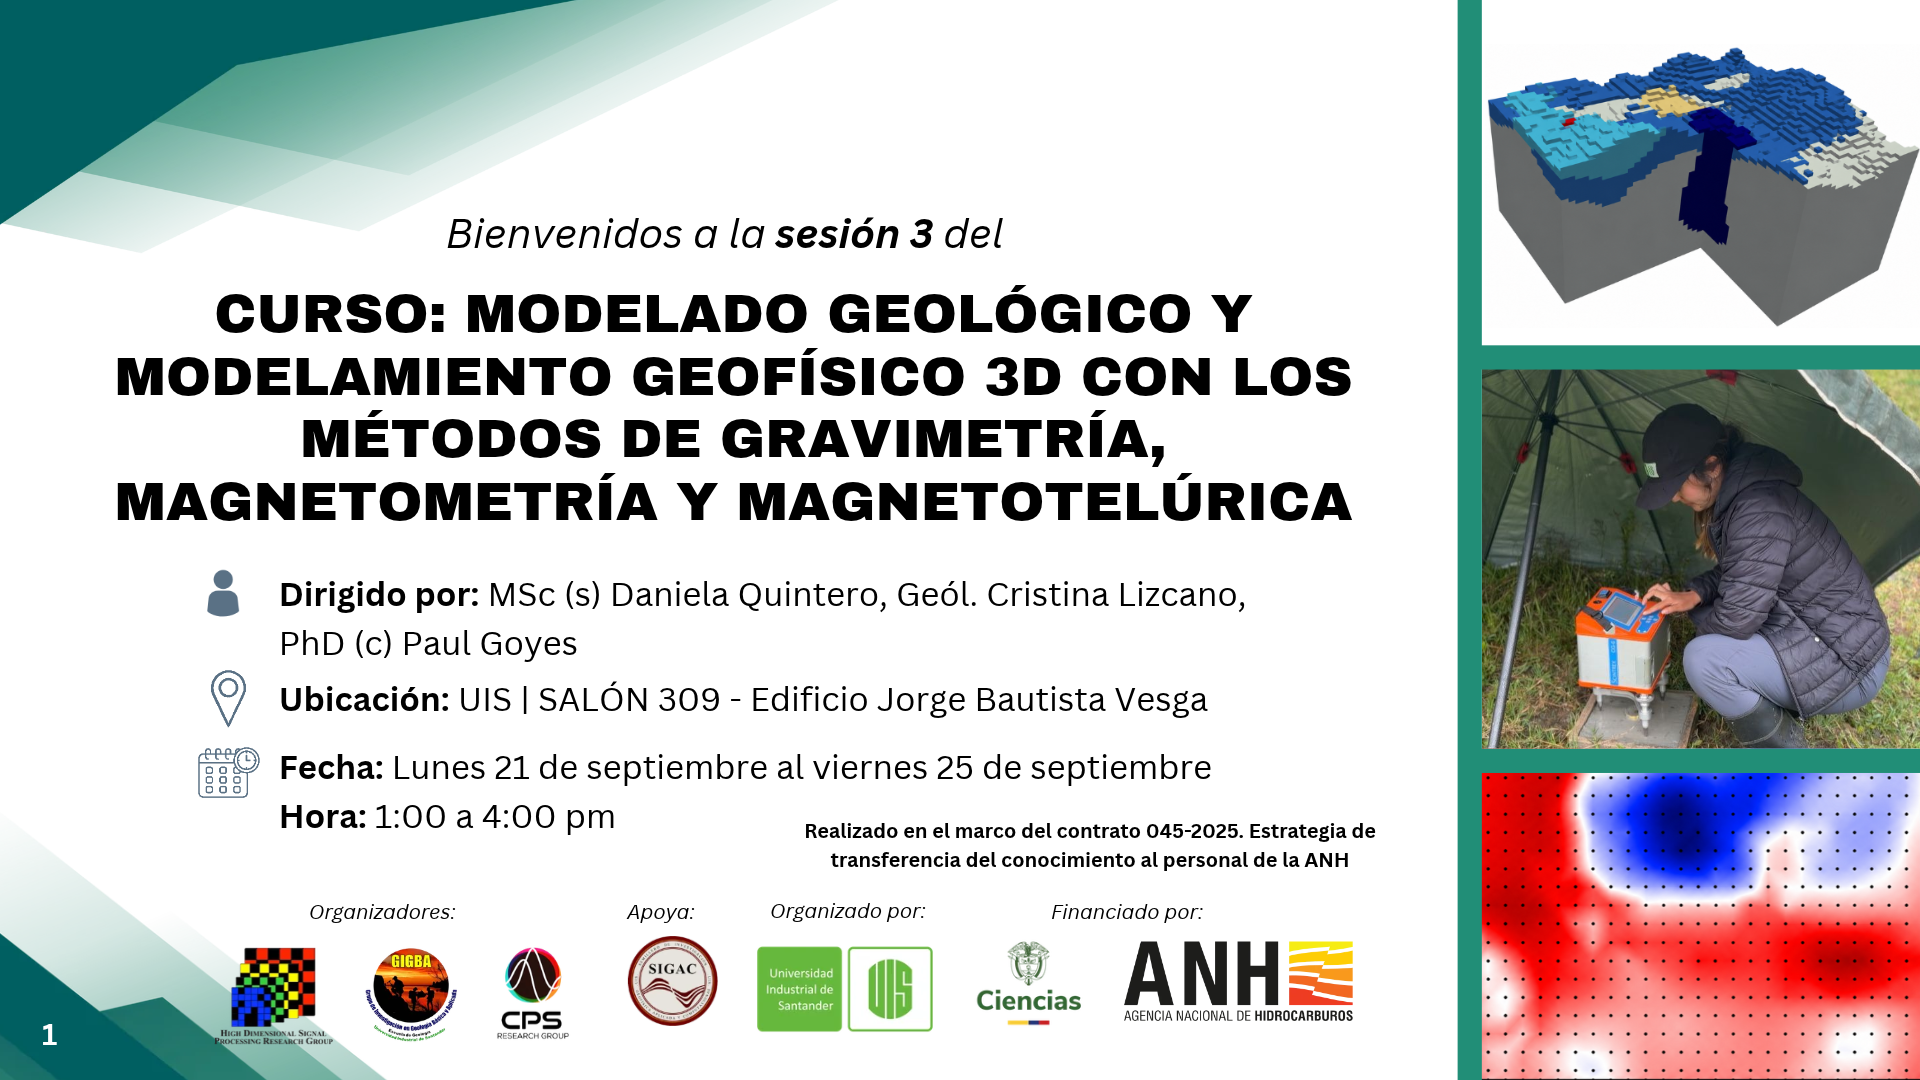 Bienvenidos a la sesión 3 del
CURSO: MODELADO GEOLÓGICO Y
MODELAMIENTO GEOFÍSICO 3D CON LOS
MÉTODOS DE GRAVIMETRÍA,
MAGNETOMETRÍA Y MAGNETOTELÚRICA
Dirigido por: MSc (s) Daniela Quintero, Geól. Cristina Lizcano,
PhD (c) Paul Goyes
Ubicación: UIS | SALÓN 309 - Edificio Jorge Bautista Vesga
Fecha: Lunes 21 de septiembre al viernes 25 de septiembre
Hora: 1:00 a 4:00 pm
Realizado en el marco del contrato 045-2025. Estrategia de
transferencia del conocimiento al personal de la ANH
Organizadores:
Apoya:
Organizado por:
Financiado por:
HIGH DIMENSIONAL SIGNAL
PROCESSING RESEARCH GROUP
GIGBA
CPS
RESEARCH GROUP
SIGAC
Universidad
Industrial de
Santander
UIS
Ciencias
ANH
AGENCIA NACIONAL DE HIDROCARBUROS
1